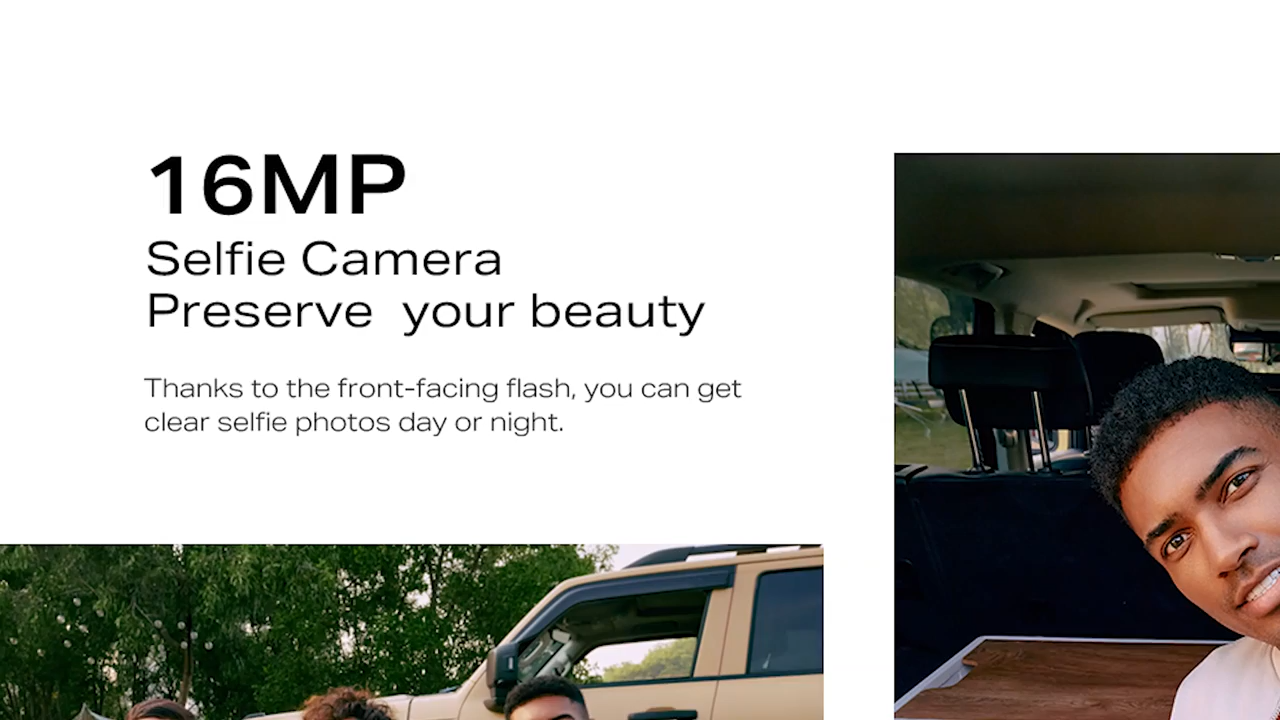 16MP
Selfie Camera
Preserve  your beauty
Thanks to the front-facing flash, you can get
clear selfie photos day or night.